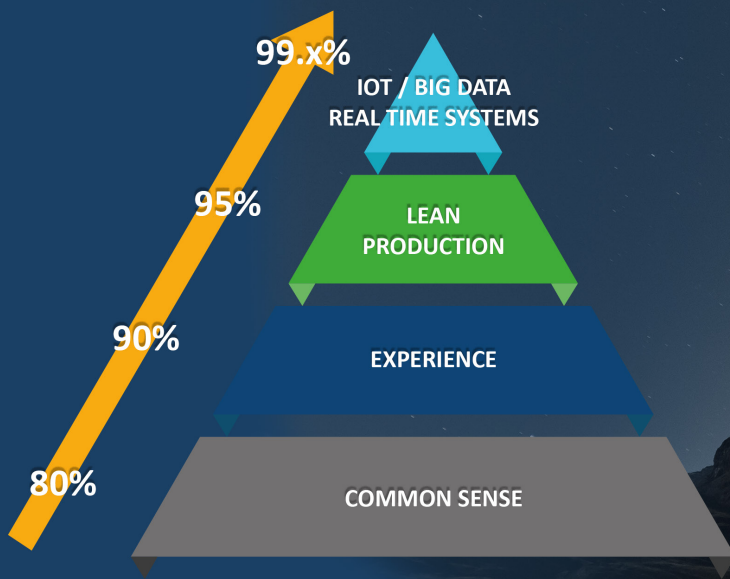 99.x%
IOT / BIG DATA
REAL TIME SYSTEMS
95%
LEAN
PRODUCTION
90%
EXPERIENCE
80%
COMMON SENSE